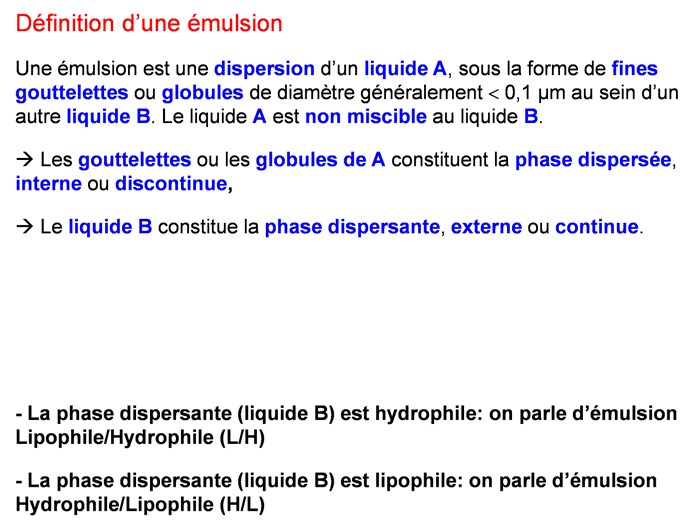 Définition d’une émulsion
Une émulsion est une dispersion d’un liquide A, sous la forme de fines
gouttelettes ou globules de diamètre généralement < 0,1 µm au sein d’un
autre liquide B. Le liquide A est non miscible au liquide B.
→ Les gouttelettes ou les globules de A constituent la phase dispersée,
interne ou discontinue,
→ Le liquide B constitue la phase dispersante, externe ou continue.
- La phase dispersante (liquide B) est hydrophile: on parle d’émulsion
Lipophile/Hydrophile (L/H)
- La phase dispersante (liquide B) est lipophile: on parle d’émulsion
Hydrophile/Lipophile (H/L)